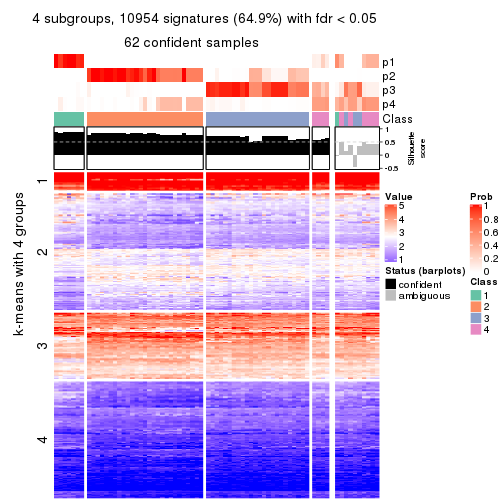 4 subgroups, 10954 signatures (64.9%) with fdr < 0.05
62 confident samples
p1
p2
p3
p4
Class
1
0.5
0
-0.5
Silhouette
score
k-means with 4 groups
1
2
3
4
Value
5
4
3
2
1
Status (barplots)
confident
ambiguous
Prob
1
0.8
0.6
0.4
0.2
0
Class
1
2
3
4